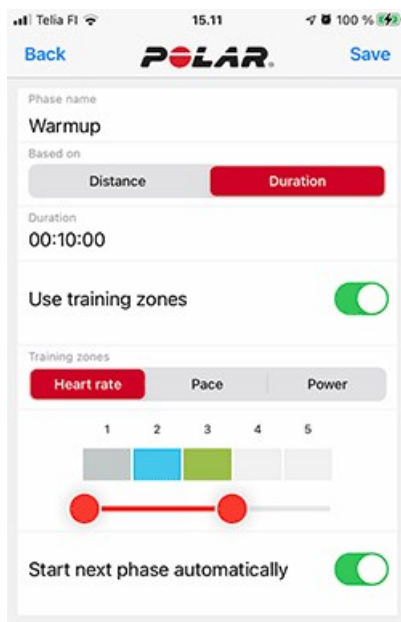 Telia FI 15.11 100 %
Back POLAR. Save
Phase name
Warmup
Based on
Distance Duration
Duration
00:10:00
Use training zones
Training zones
Heart rate Pace Power
1 2 3 4 5
Start next phase automatically